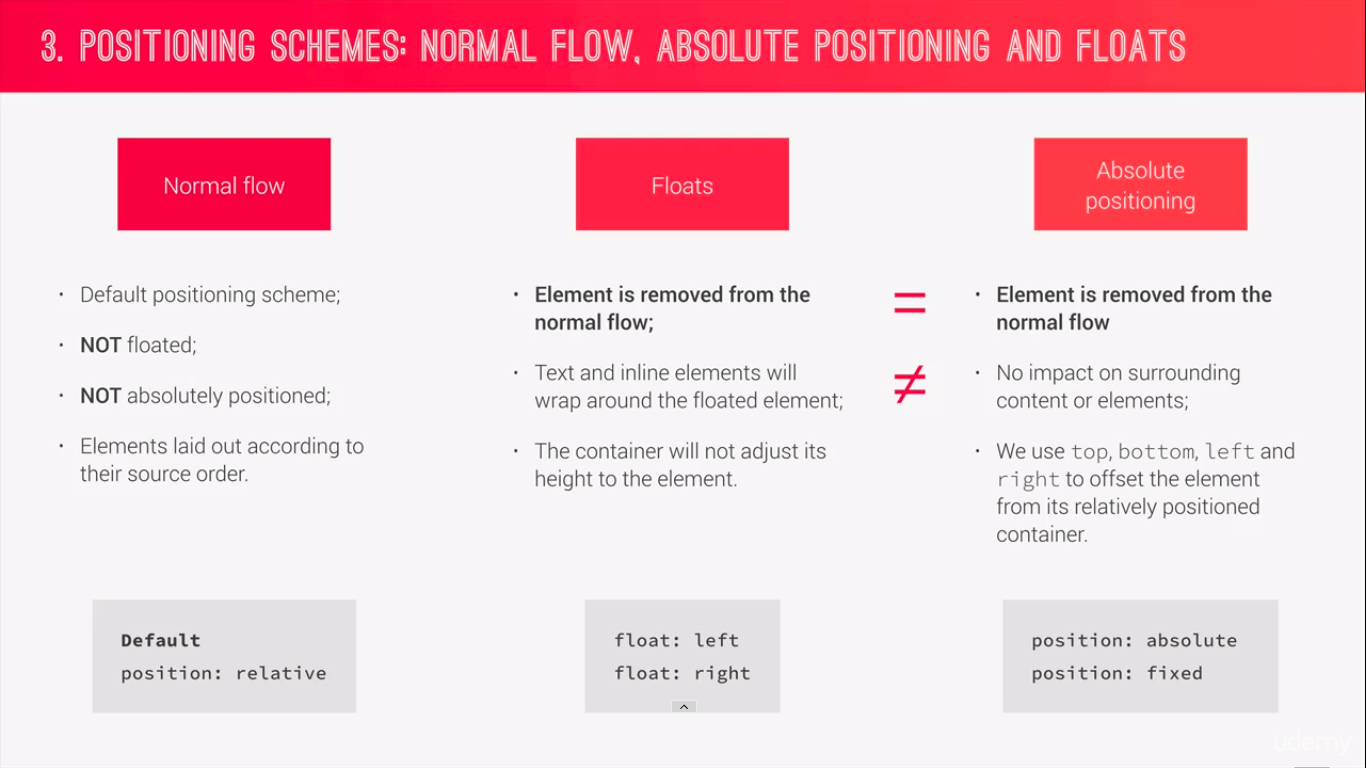 3. POSITIONING SCHEMES: NORMAL FLOW, ABSOLUTE POSITIONING AND FLOATS
Normal flow
· Default positioning scheme;
· NOT floated;
· NOT absolutely positioned;
· Elements laid out according to
their source order.
Default
position: relative
Floats
· Element is removed from the
normal flow;
· Text and inline elements will
wrap around the floated element;
· The container will not adjust its
height to the element.
float: left
float: right
=
≠
Absolute
positioning
· Element is removed from the
normal flow
· No impact on surrounding
content or elements;
· We use top, bottom, left and
right to offset the element
from its relatively positioned
container.
position: absolute
position: fixed
udemy